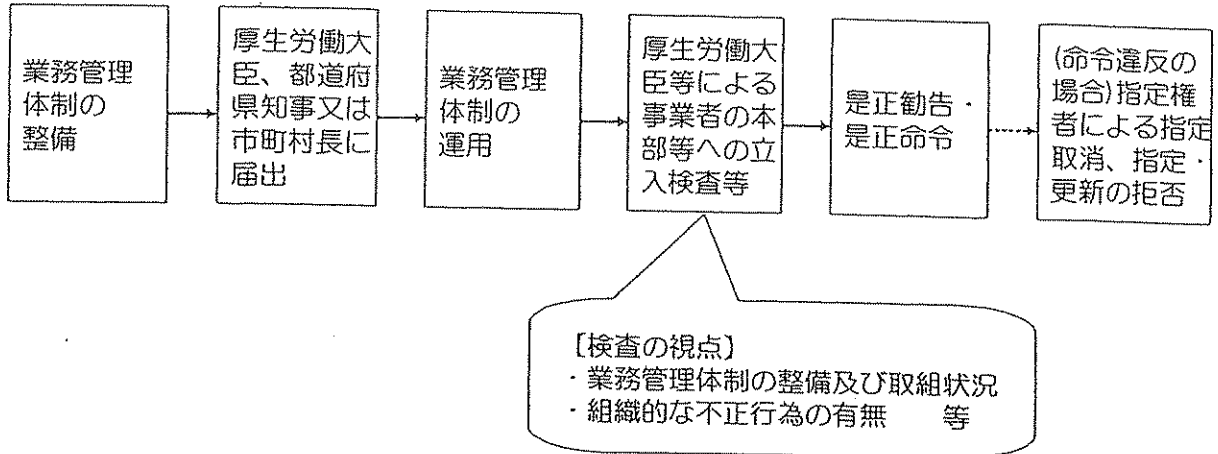 業務管理
体制の
整備
厚生労働大
臣、都道府
県知事又は
市町村長に
届出
業務管理
体制の
運用
厚生労働大
臣等による
事業者の本
部等への立
入検査等
是正勧告・
是正命令
(命令違反の
場合)指定権
者による指定
取消、指定・
更新の拒否
［検査の視点］
・業務管理体制の整備及び取組状況
・組織的な不正行為の有無　　等